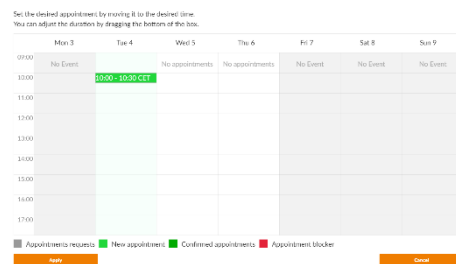 Set the desired appointment by moving it to the desired time.
You can adjust the duration by dragging the bottom of the box.
Mon 3 Tue 4 Wed 5 The 6 Fri 7 Sat 8 Sun 9
09:00
No Event No appointments No appointments No Event No Event No Event
10:00 10:00 - 10:30 CET
11:00
12:00
13:00
14:00
15:00
16:00
17:00
Appointments requests New appointment Confirmed appointments Appointment blocker
Apply Cancel